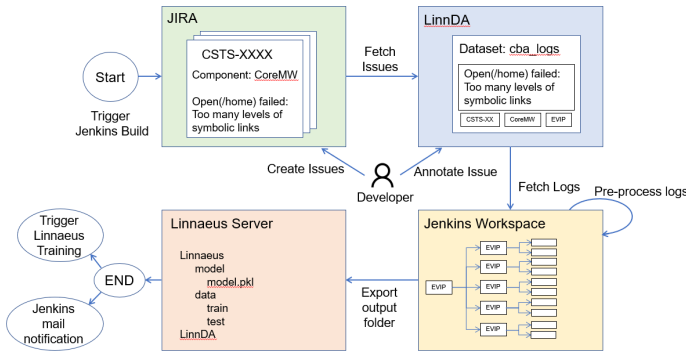 JIRA
CSTS-XXXX
Component: CoreMW
Open(/home) failed:
Too many levels of
symbolic links
Start
Trigger
Jenkins Build
Fetch
Issues
LinnDA
Dataset: cba_logs
Open(/home) failed:
Too many levels of
symbolic links
CSTS-XX
CoreMW
EVIP
Create Issues
Annotate Issue
Developer
Fetch Logs
Pre-process logs
Jenkins Workspace
EVIP
EVIP
EVIP
EVIP
EVIP
EVIP
Export
output
folder
Linnaeus Server
Linnaeus
model
model.pkl
data
train
test
LinnDA
END
Trigger
Linnaeus
Training
Jenkins
mail
notification